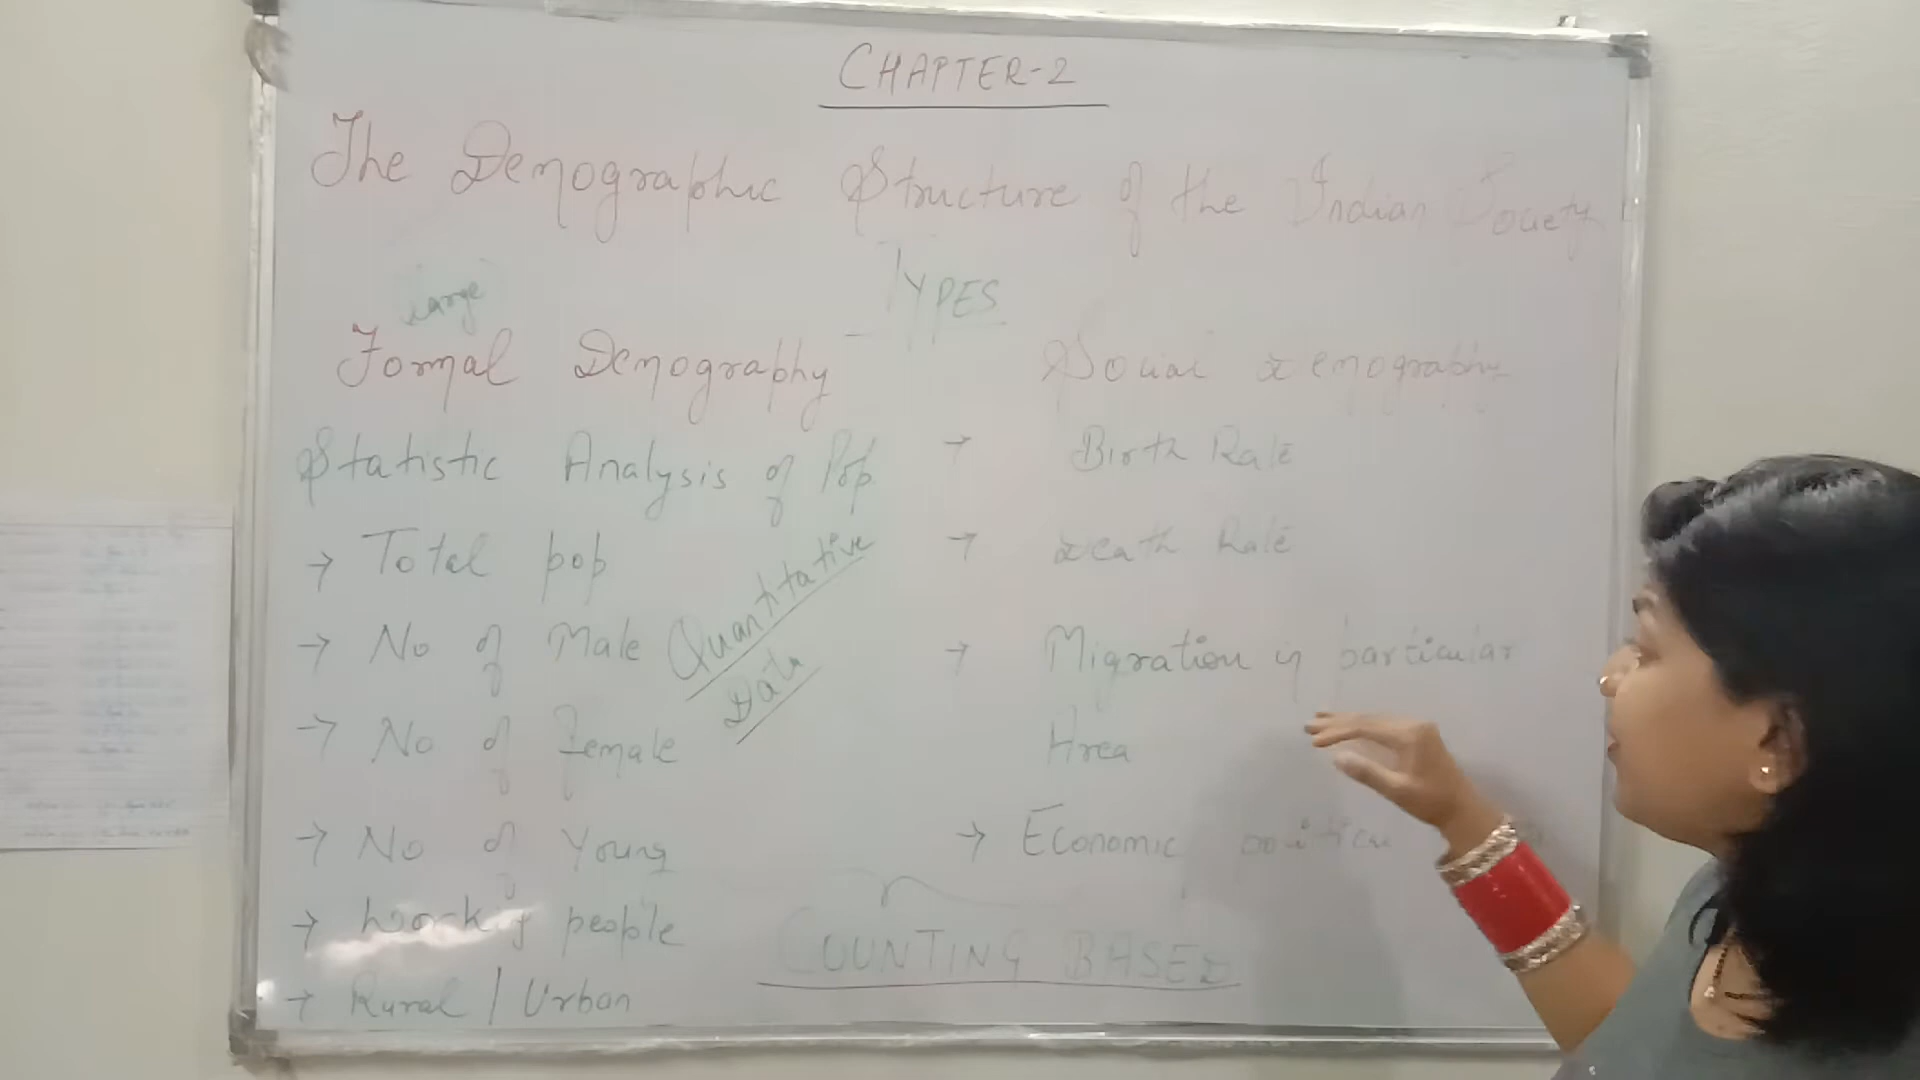 CHAPTER-2
The Demographic Structure of the Indian Society
TYPES
large
Formal Demography
Statistic Analysis of Pop.
→ Total pop
→ No of Male
→ No of Female
→ No of Young
→ Working people
→ Rural / Urban
Quantitative
Data
Social Demography
→ Birth Rate
→ Death Rate
→ Migration in particular
Area
→ Economic
COUNTING BASED